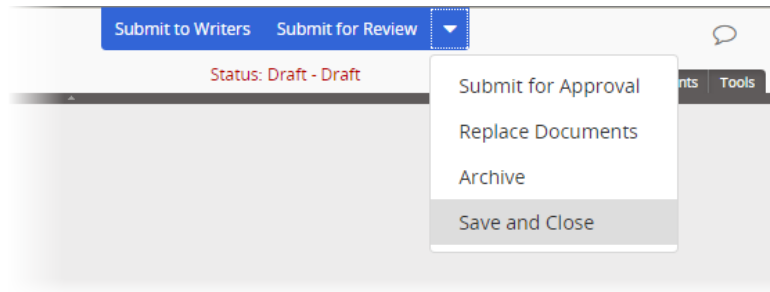 Submit to Writers Submit for Review
Status: Draft - Draft
Submit for Approval
nts Tools
Replace Documents
Archive
Save and Close